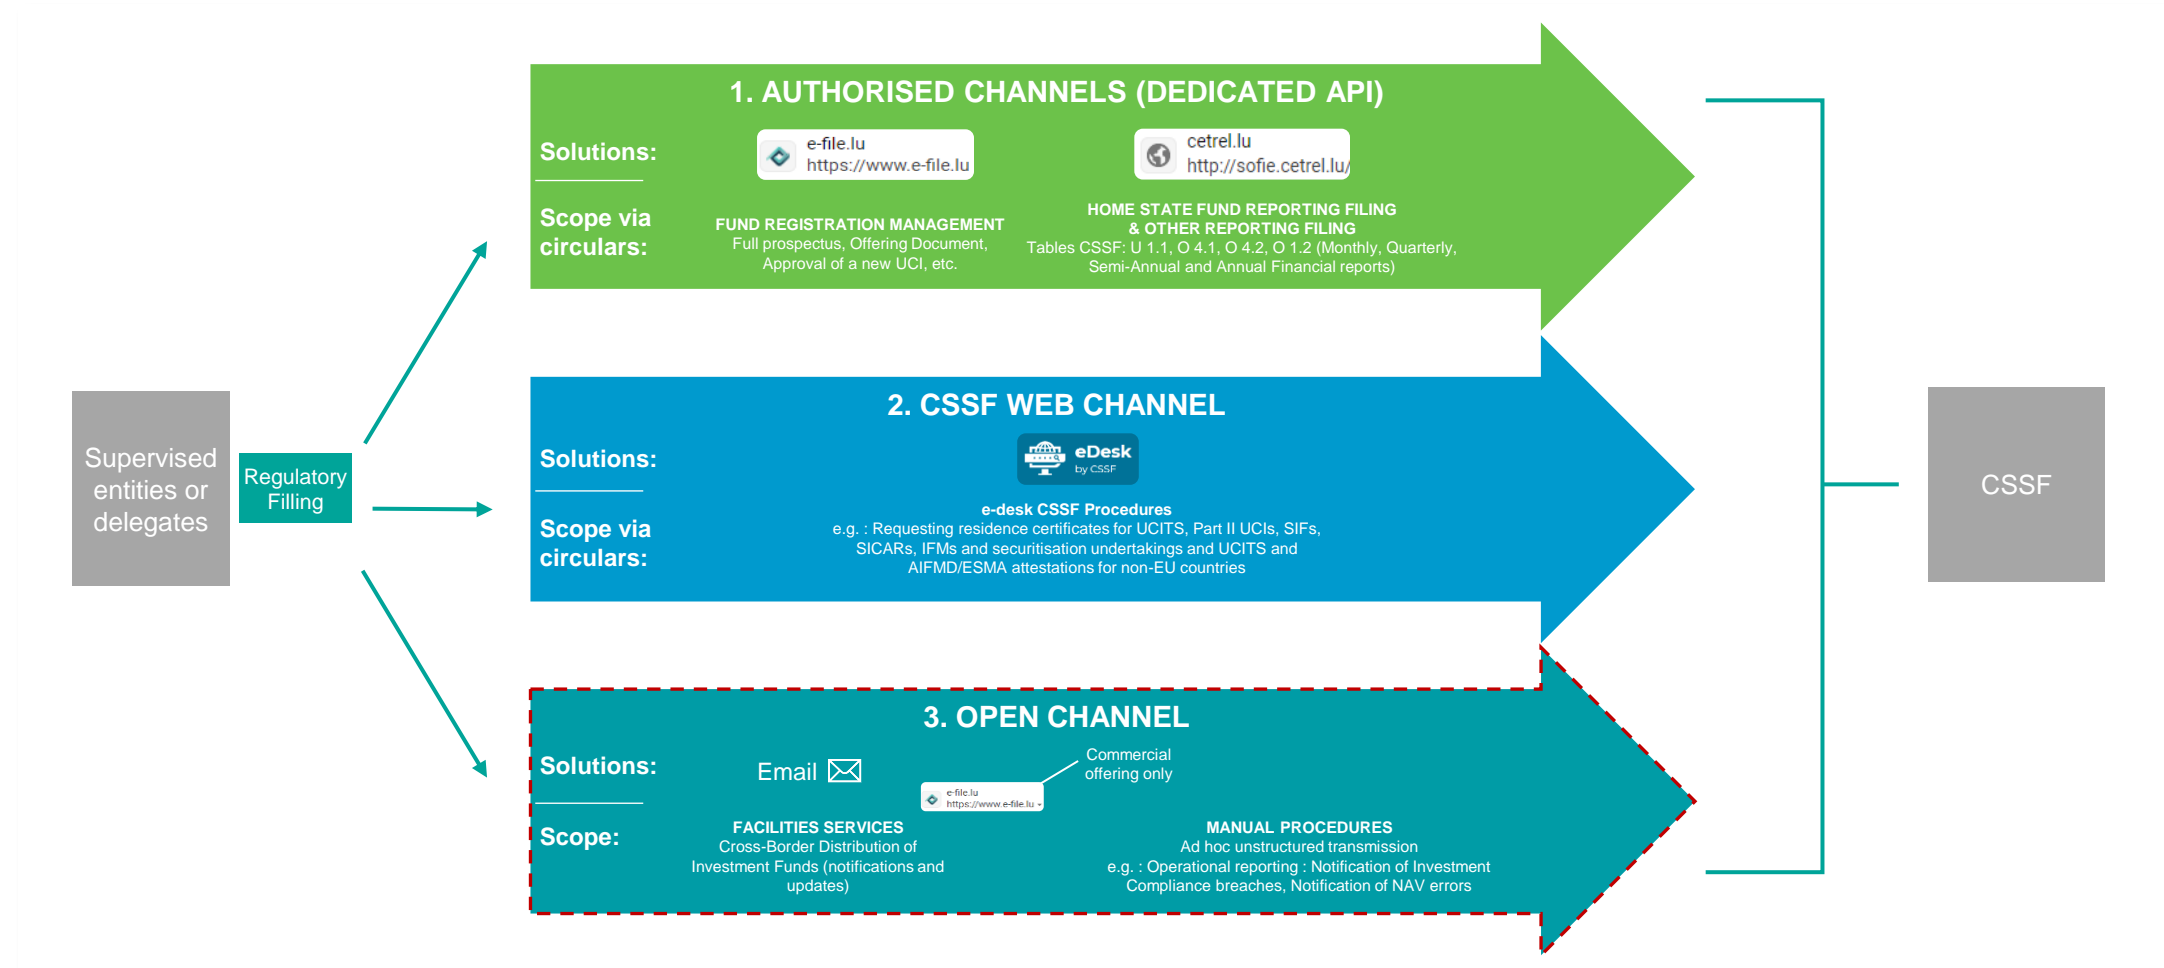 Supervised
entities or
delegates
Regulatory
Filling
1. AUTHORISED CHANNELS (DEDICATED API)
Solutions:
e-file.lu
https://www.e-file.lu
cetrel.lu
http://sofie.cetrel.lu/
Scope via
circulars:
FUND REGISTRATION MANAGEMENT
Full prospectus, Offering Document,
Approval of a new UCI, etc.
HOME STATE FUND REPORTING FILING
& OTHER REPORTING FILING
Tables CSSF: U 1.1, O 4.1, O 4.2, O 1.2 (Monthly, Quarterly,
Semi-Annual and Annual Financial reports)
2. CSSF WEB CHANNEL
Solutions:
eDesk
by CSSF
Scope via
circulars:
e-desk CSSF Procedures
e.g. : Requesting residence certificates for UCITS, Part II UCIs, SIFs,
SICARs, IFMs and securitisation undertakings and UCITS and
AIFMD/ESMA attestations for non-EU countries
3. OPEN CHANNEL
Solutions:
Email
e-file.lu
https://www.e-file.lu
Commercial
offering only
Scope:
FACILITIES SERVICES
Cross-Border Distribution of
Investment Funds (notifications and
updates)
MANUAL PROCEDURES
Ad hoc unstructured transmission
e.g. : Operational reporting : Notification of Investment
Compliance breaches, Notification of NAV errors
CSSF